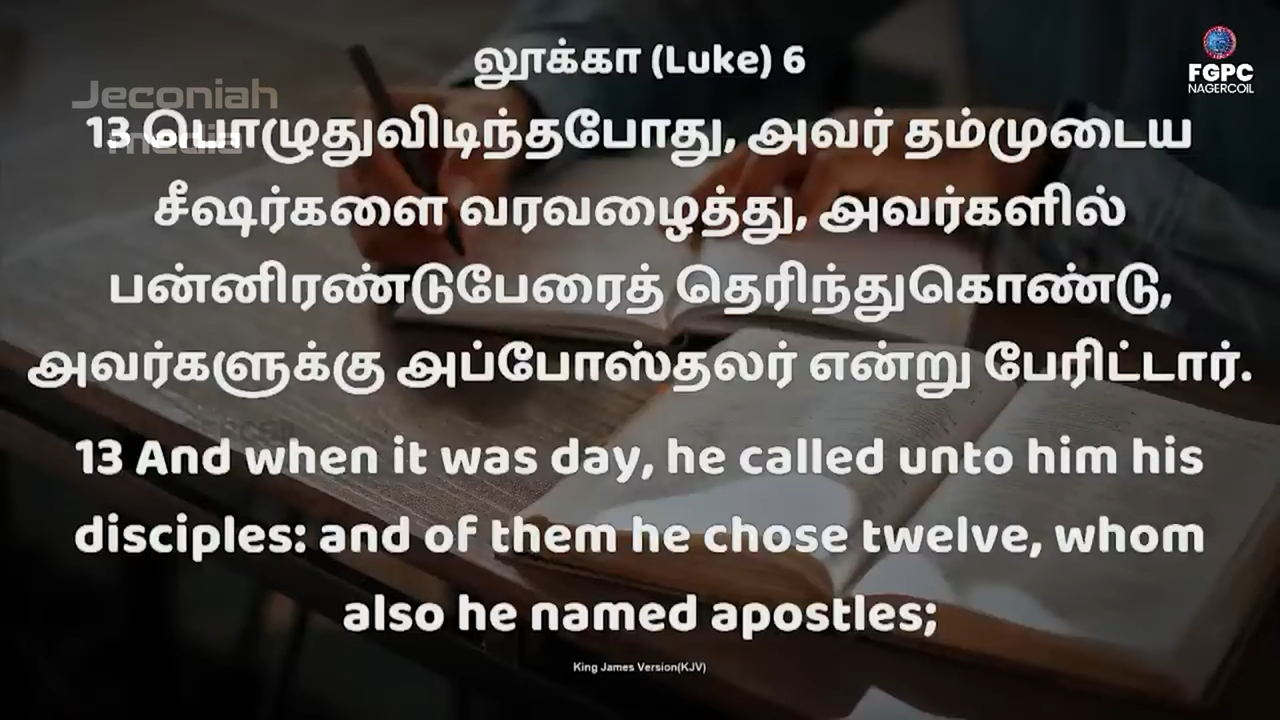 லூக்கா (Luke) 6
FGPC
NAGERCOIL
Jeconiah
media
13 பொழுதுவிடிந்தபோது, அவர் தம்முடைய
சீஷர்களை வரவழைத்து, அவர்களில்
பன்னிரண்டுபேரைத் தெரிந்துகொண்டு,
அவர்களுக்கு அப்போஸ்தலர் என்று பேரிட்டார்.
13 And when it was day, he called unto him his
disciples: and of them he chose twelve, whom
also he named apostles;
King James Version(KJV)